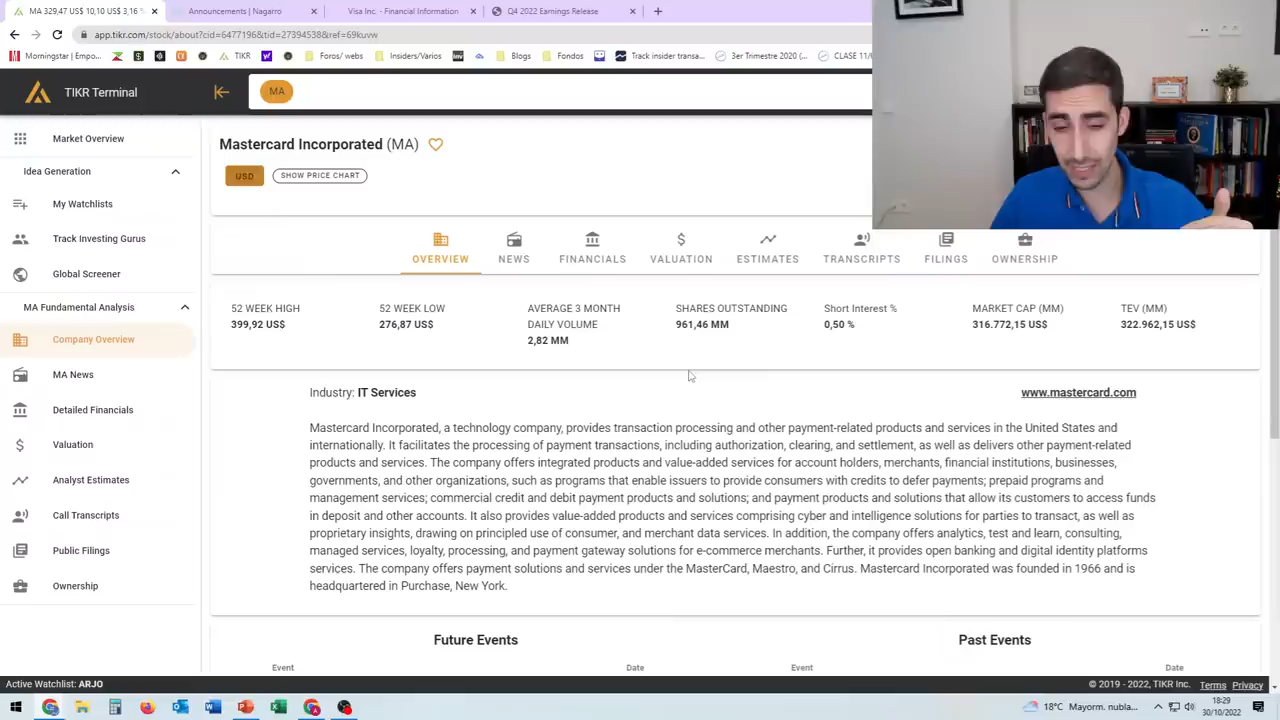 MA 329,47 US$ 10,10 US$ 3,16 %
Announcements | Nagarro
Visa Inc. - Financial Information
Q4 2022 Earnings Release
app.tikr.com/stock/about?cid=6477196&tid=27394538&ref=69kuvw
Morningstar | Empo...
TIKR
Foros/ webs
Insiders/Varios
Blogs
Fondos
Track insider transa...
3er Trimestre 2020 (...
CLASE 11/
TIKR Terminal
MA
Market Overview
Idea Generation
My Watchlists
Track Investing Gurus
Global Screener
MA Fundamental Analysis
Company Overview
MA News
Detailed Financials
Valuation
Analyst Estimates
Call Transcripts
Public Filings
Ownership
Mastercard Incorporated (MA)
USD
SHOW PRICE CHART
OVERVIEW
NEWS
FINANCIALS
VALUATION
ESTIMATES
TRANSCRIPTS
FILINGS
OWNERSHIP
52 WEEK HIGH
399,92 US$
52 WEEK LOW
276,87 US$
AVERAGE 3 MONTH
DAILY VOLUME
2,82 MM
SHARES OUTSTANDING
961,46 MM
Short Interest %
0,50 %
MARKET CAP (MM)
316.772,15 US$
TEV (MM)
322.962,15 US$
Industry: IT Services
www.mastercard.com
Mastercard Incorporated, a technology company, provides transaction processing and other payment-related products and services in the United States and
internationally. It facilitates the processing of payment transactions, including authorization, clearing, and settlement, as well as delivers other payment-related
products and services. The company offers integrated products and value-added services for account holders, merchants, financial institutions, businesses,
governments, and other organizations, such as programs that enable issuers to provide consumers with credits to defer payments; prepaid programs and
management services; commercial credit and debit payment products and solutions; and payment products and solutions that allow its customers to access funds
in deposit and other accounts. It also provides value-added products and services comprising cyber and intelligence solutions for parties to transact, as well as
proprietary insights, drawing on principled use of consumer, and merchant data services. In addition, the company offers analytics, test and learn, consulting,
managed services, loyalty, processing, and payment gateway solutions for e-commerce merchants. Further, it provides open banking and digital identity platforms
services. The company offers payment solutions and services under the MasterCard, Maestro, and Cirrus. Mastercard Incorporated was founded in 1966 and is
headquartered in Purchase, New York.
Future Events
Past Events
Event
Date
Event
Date
Active Watchlist: ARJO
© 2019 - 2022, TIKR Inc.
Terms
Privacy
18°C Mayorm. nubla...
18:29
30/10/2022